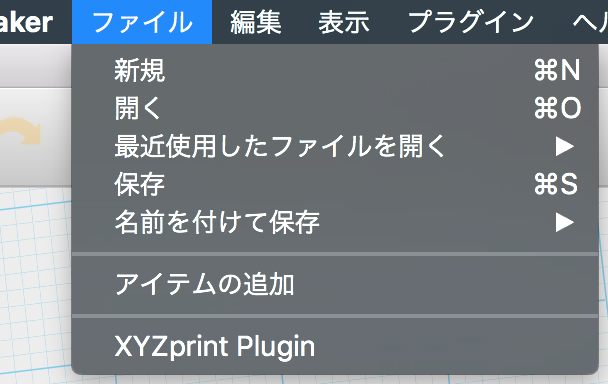 aker ファイル 編集 表示 プラグイン ヘル
新規 ⌘N
開く ⌘O
最近使用したファイルを開く ▶
保存 ⌘S
名前を付けて保存 ▶
アイテムの追加
XYZprint Plugin